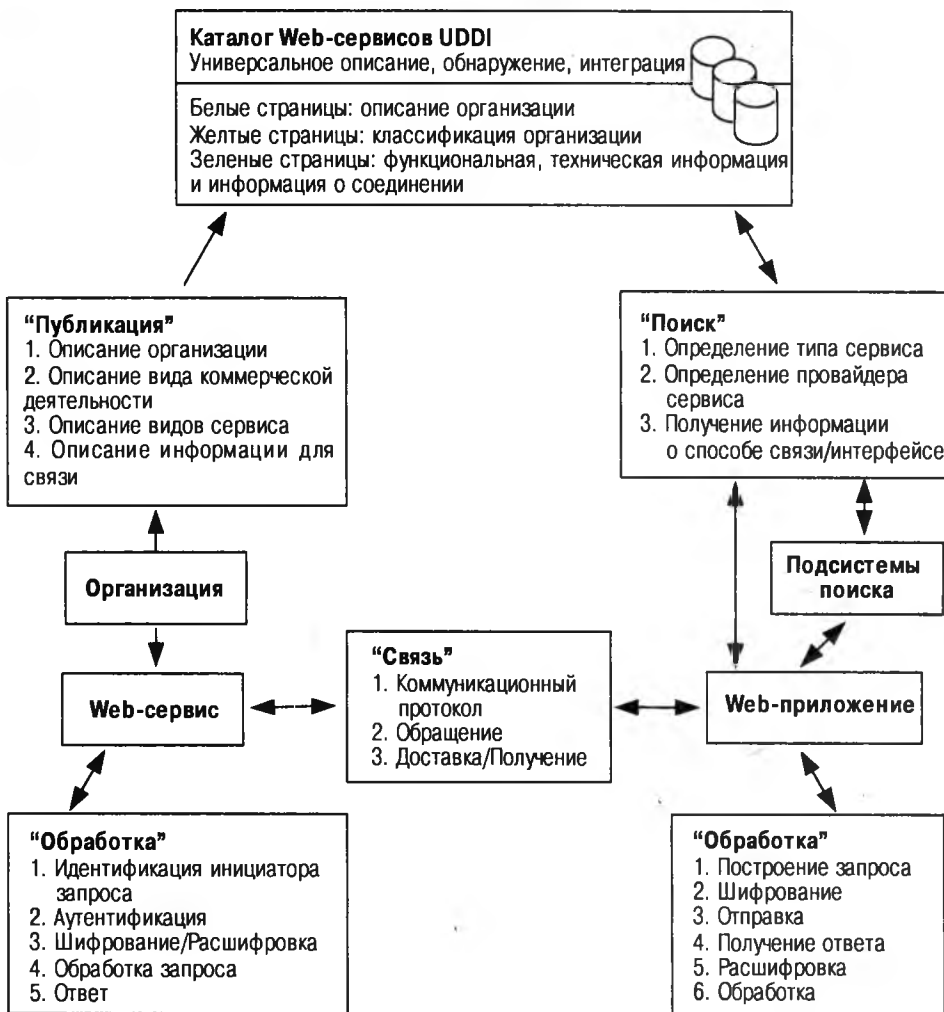 Каталог Web-сервисов UDDI
Универсальное описание, обнаружение, интеграция
Белые страницы: описание организации
Желтые страницы: классификация организации
Зеленые страницы: функциональная, техническая информация
и информация о соединении
“Публикация”
1. Описание организации
2. Описание вида коммерческой
деятельности
3. Описание видов сервиса
4. Описание информации для
связи
“Поиск”
1. Определение типа сервиса
2. Определение провайдера
сервиса
3. Получение информации
о способе связи/интерфейсе
Организация
Подсистемы
поиска
Web-сервис
“Связь”
1. Коммуникационный
протокол
2. Обращение
3. Доставка/Получение
Web-приложение
“Обработка”
1. Идентификация инициатора
запроса
2. Аутентификация
3. Шифрование/Расшифровка
4. Обработка запроса
5. Ответ
“Обработка”
1. Построение запроса
2. Шифрование
3. Отправка
4. Получение ответа
5. Расшифровка
6. Обработка